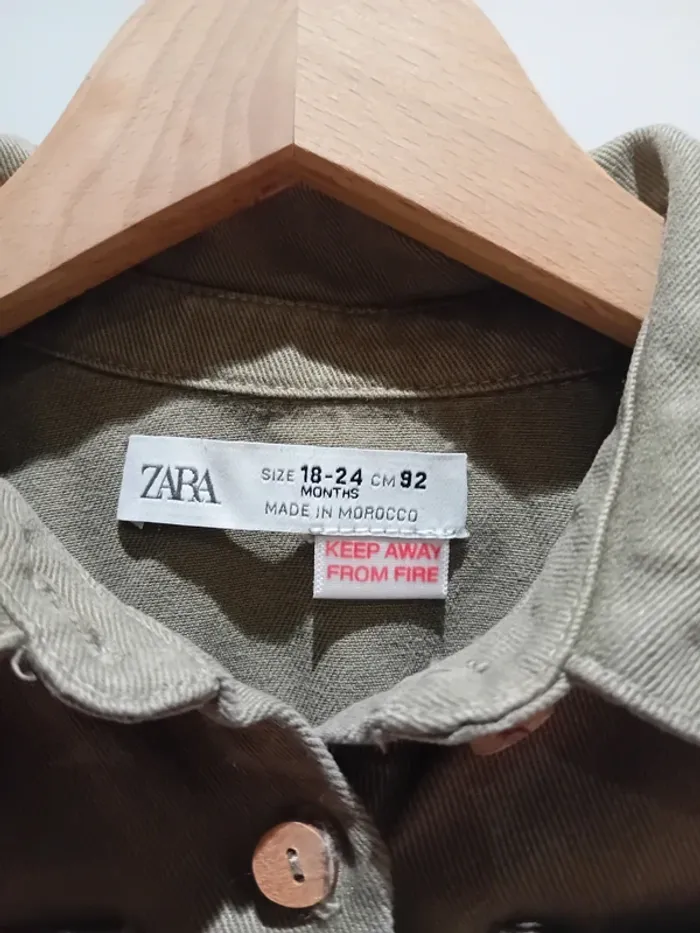 ZARA
SIZE 18-24 CM 92
MONTHS
MADE IN MOROCCO
KEEP AWAY
FROM FIRE